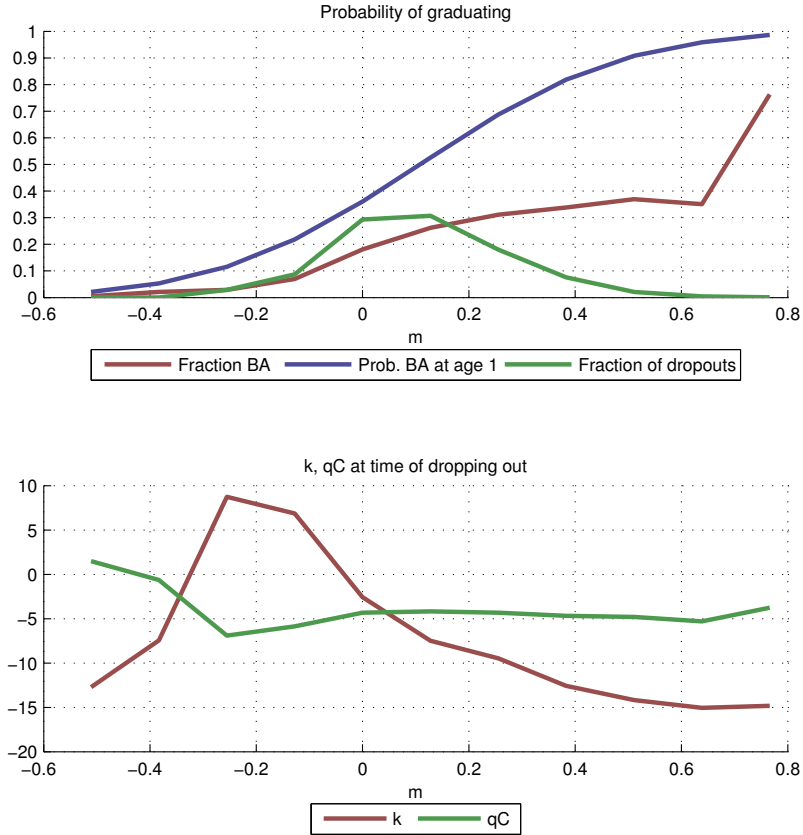 Probability of graduating
1
0.9
0.8
0.7
0.6
0.5
0.4
0.3
0.2
0.1
0
−0.6 −0.4 −0.2 0 0.2 0.4 0.6 0.8
m
Fraction BA Prob. BA at age 1 Fraction of dropouts
k, qC at time of dropping out
10
5
0
−5
−10
−15
−20
−0.6 −0.4 −0.2 0 0.2 0.4 0.6 0.8
m
k qC